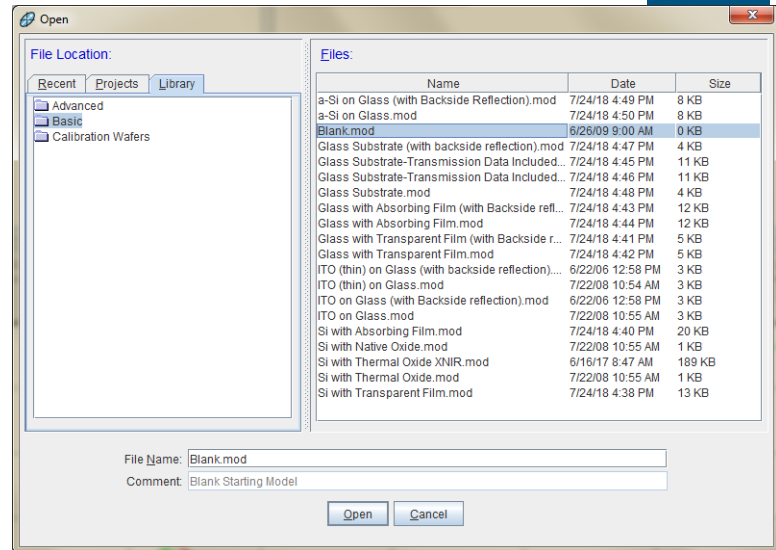 Open
File Location:
Recent Projects Library
Advanced
Basic
Calibration Wafers
Files:
Name Date Size
a-Si on Glass (with Backside Reflection).mod 7/24/18 4:49 PM 8 KB
a-Si on Glass.mod 7/24/18 4:50 PM 8 KB
Blank.mod 6/26/09 9:00 AM 0 KB
Glass Substrate (with backside reflection).mod 7/24/18 4:47 PM 4 KB
Glass Substrate-Transmission Data Included... 7/24/18 4:45 PM 11 KB
Glass Substrate-Transmission Data Included... 7/24/18 4:46 PM 11 KB
Glass Substrate.mod 7/24/18 4:48 PM 4 KB
Glass with Absorbing Film (with Backside refl... 7/24/18 4:43 PM 12 KB
Glass with Absorbing Film.mod 7/24/18 4:44 PM 12 KB
Glass with Transparent Film (with Backside r... 7/24/18 4:41 PM 5 KB
Glass with Transparent Film.mod 7/24/18 4:42 PM 5 KB
ITO (thin) on Glass (with backside reflection).... 6/22/06 12:58 PM 3 KB
ITO (thin) on Glass.mod 7/22/08 10:54 AM 3 KB
ITO on Glass (with Backside reflection).mod 6/22/06 12:58 PM 3 KB
ITO on Glass.mod 7/22/08 10:55 AM 3 KB
Si with Absorbing Film.mod 7/24/18 4:40 PM 20 KB
Si with Native Oxide.mod 7/22/08 10:55 AM 1 KB
Si with Thermal Oxide XNIR.mod 6/16/17 8:47 AM 189 KB
Si with Thermal Oxide.mod 7/22/08 10:55 AM 1 KB
Si with Transparent Film.mod 7/24/18 4:38 PM 13 KB
File Name: Blank.mod
Comment: Blank Starting Model
Open Cancel